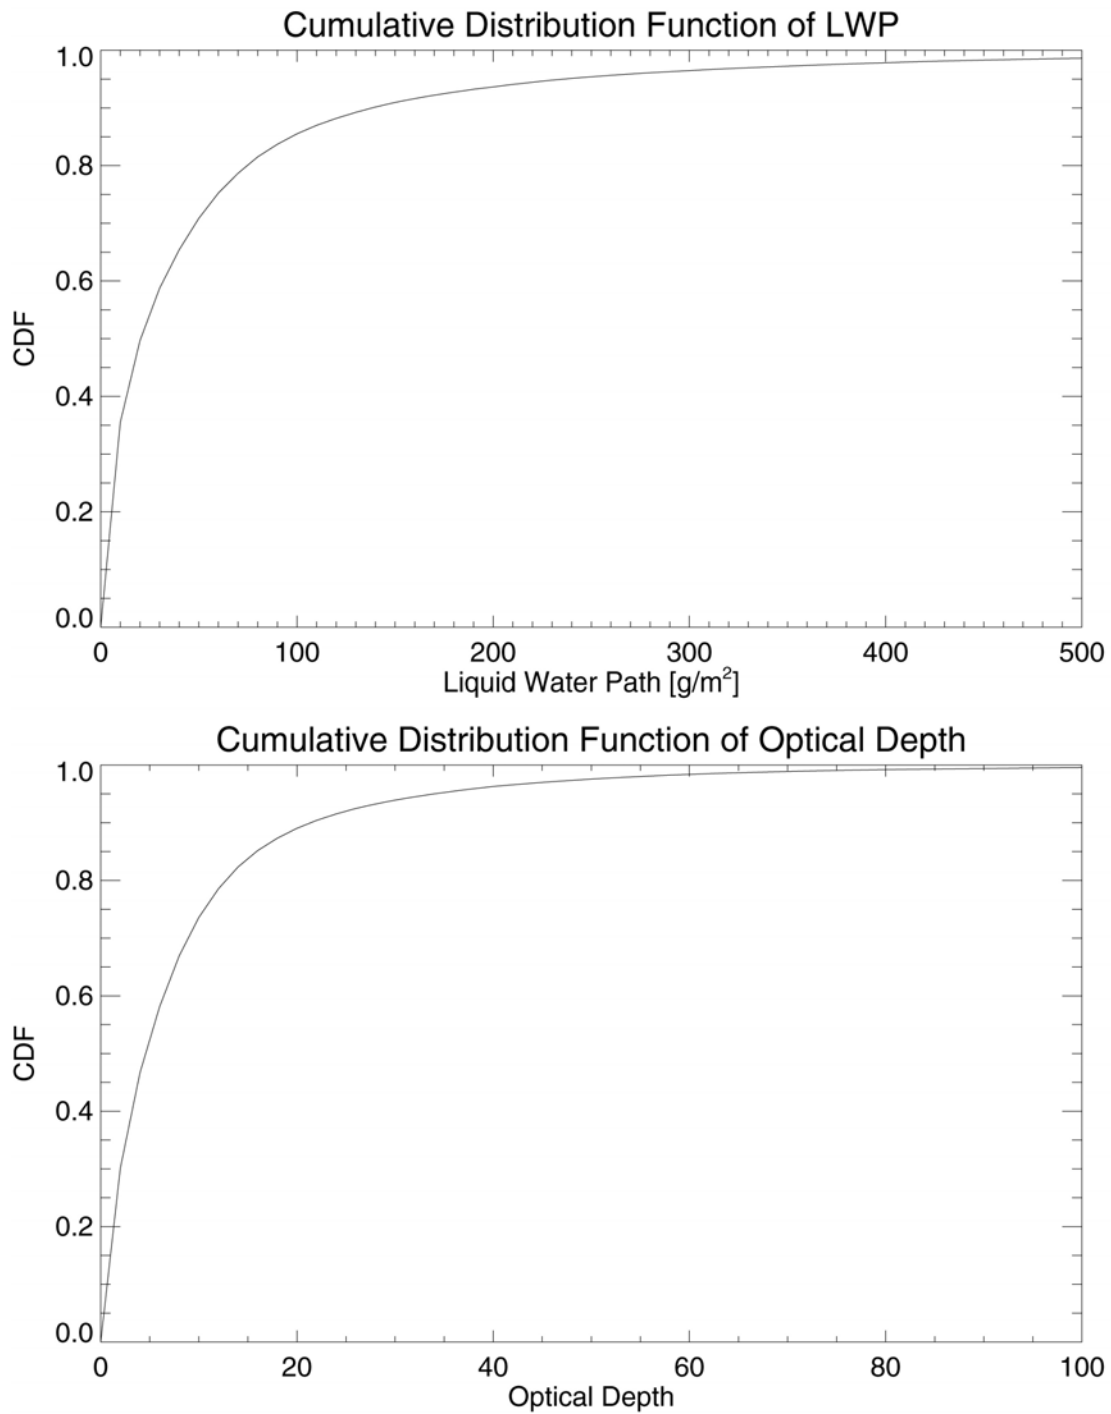 Cumulative Distribution Function of LWP
1.0
0.8
0.6
0.4
0.2
0.0
CDF
0 100 200 300 400 500
Liquid Water Path [g/m²]
Cumulative Distribution Function of Optical Depth
1.0
0.8
0.6
0.4
0.2
0.0
CDF
0 20 40 60 80 100
Optical Depth